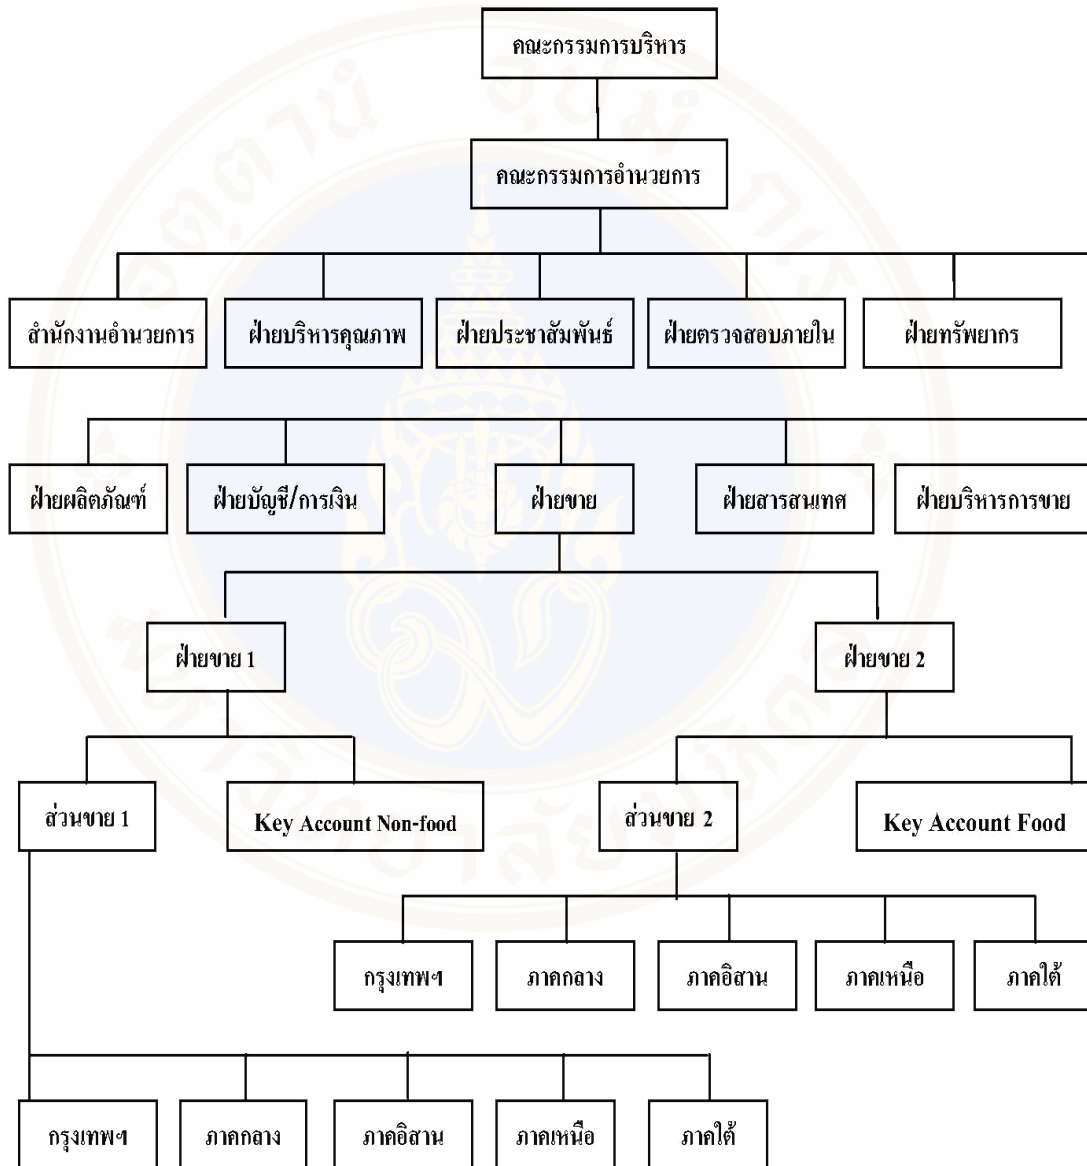 คณะกรรมการบริหาร
คณะกรรมการอำนวยการ
สำนักงานอำนวยการ
ฝ่ายบริหารคุณภาพ
ฝ่ายประชาสัมพันธ์
ฝ่ายตรวจสอบภายใน
ฝ่ายทรัพยากร
ฝ่ายผลิตภัณฑ์
ฝ่ายบัญชี/การเงิน
ฝ่ายขาย
ฝ่ายสารสนเทศ
ฝ่ายบริหารการขาย
ฝ่ายขาย 1
ฝ่ายขาย 2
ส่วนขาย 1
Key Account Non-food
ส่วนขาย 2
Key Account Food
กรุงเทพฯ
ภาคกลาง
ภาคอิสาน
ภาคเหนือ
ภาคใต้
กรุงเทพฯ
ภาคกลาง
ภาคอิสาน
ภาคเหนือ
ภาคใต้